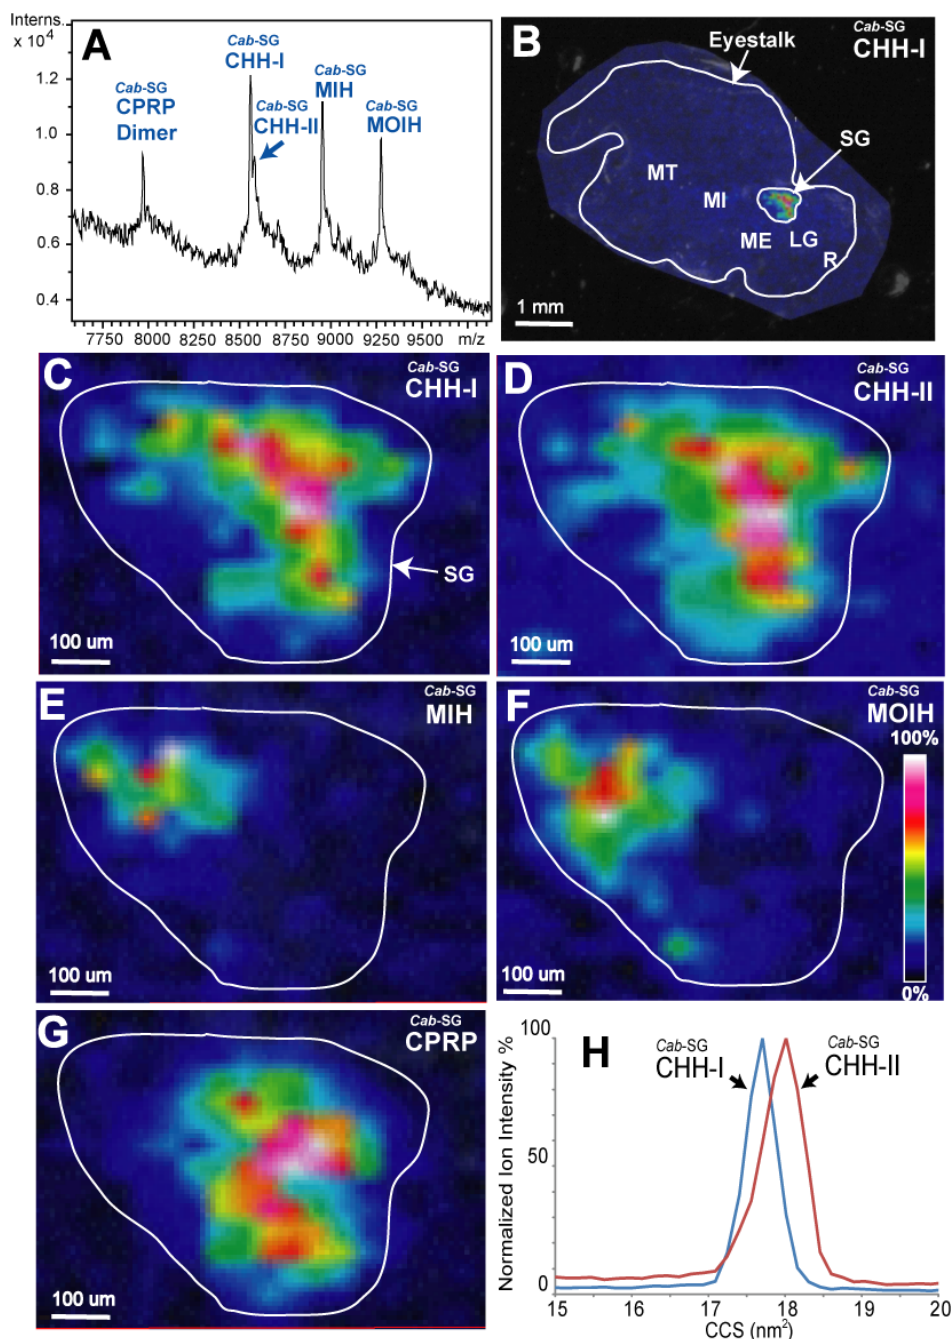 Interns.
x 10⁴
A
Cab-SG
CPRP
Dimer
Cab-SG
CHH-I
Cab-SG
CHH-II
Cab-SG
MIH
Cab-SG
MOIH
1.2
1.0
0.8
0.6
0.4
7750 8000 8250 8500 8750 9000 9250 9500 m/z
B
Eyestalk
Cab-SG
CHH-I
SG
MT
MI
ME
LG
R
1 mm
C
Cab-SG
CHH-I
SG
100 um
D
Cab-SG
CHH-II
100 um
E
Cab-SG
MIH
100 um
F
Cab-SG
MOIH
100%
0%
100 um
G
Cab-SG
CPRP
100 um
H
Cab-SG
CHH-I
Cab-SG
CHH-II
Normalized Ion Intensity %
100
50
0
15 16 17 18 19 20
CCS (nm²)